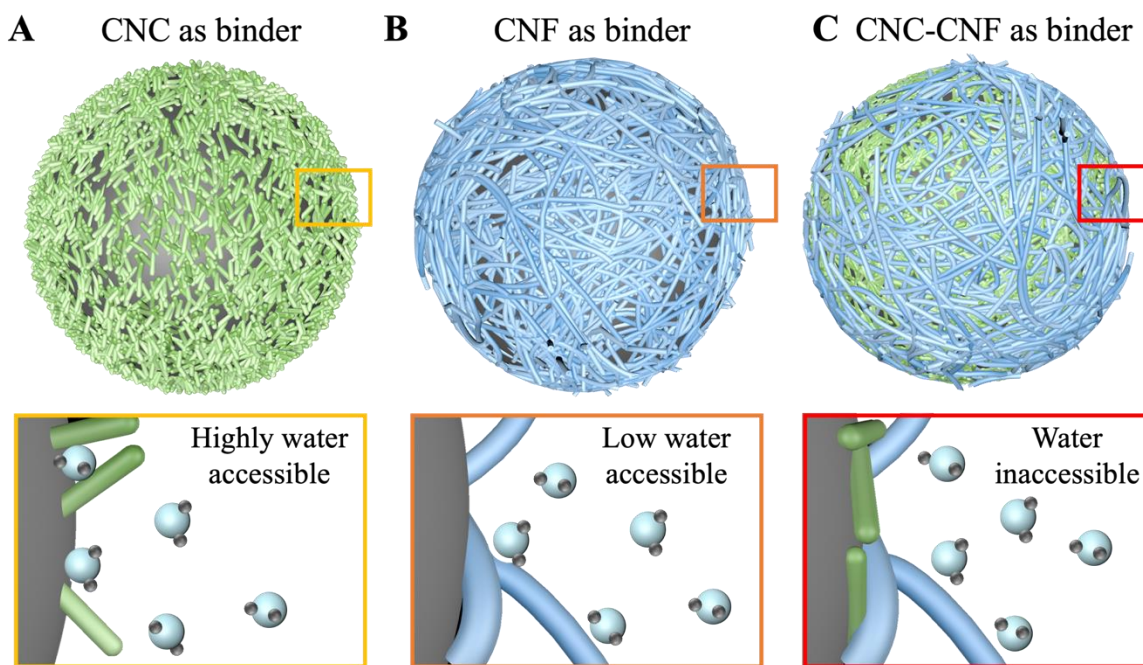 A CNC as binder
B CNF as binder
C CNC-CNF as binder
Highly water
accessible
Low water
accessible
Water
inaccessible